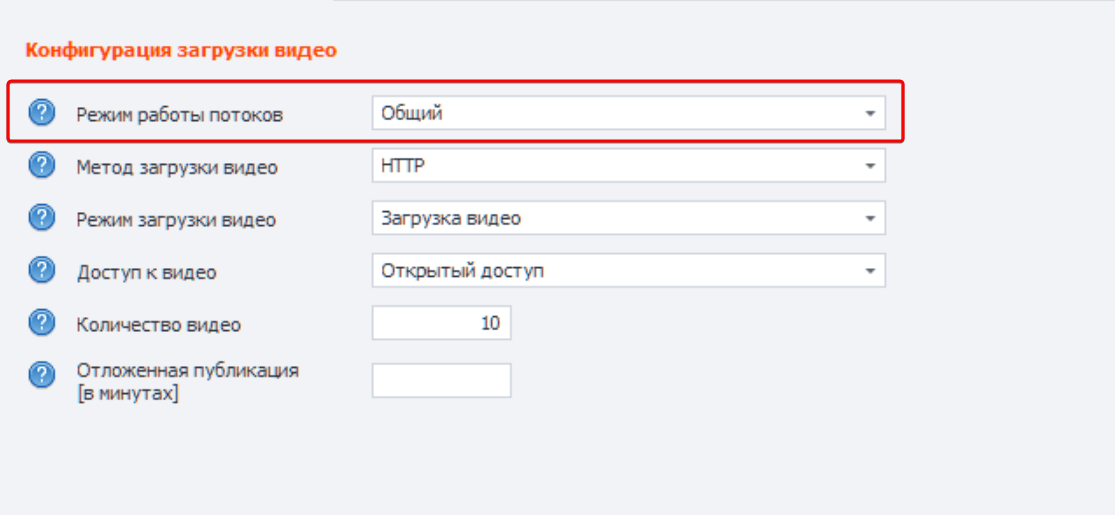 Конфигурация загрузки видео
? Режим работы потоков Общий
? Метод загрузки видео HTTP
? Режим загрузки видео Загрузка видео
? Доступ к видео Открытый доступ
? Количество видео 10
? Отложенная публикация
[в минутах]